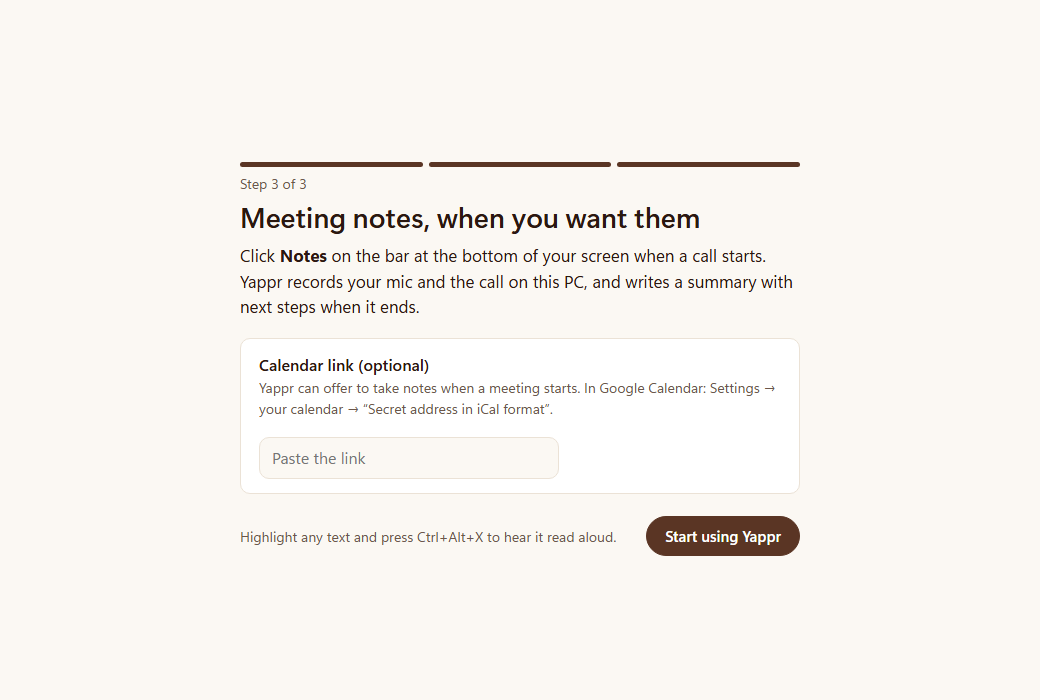 Step 3 of 3
Meeting notes, when you want them
Click Notes on the bar at the bottom of your screen when a call starts.
Yappr records your mic and the call on this PC, and writes a summary with
next steps when it ends.
Calendar link (optional)
Yappr can offer to take notes when a meeting starts. In Google Calendar: Settings →
your calendar → “Secret address in iCal format”.
Paste the link
Highlight any text and press Ctrl+Alt+X to hear it read aloud.
Start using Yappr